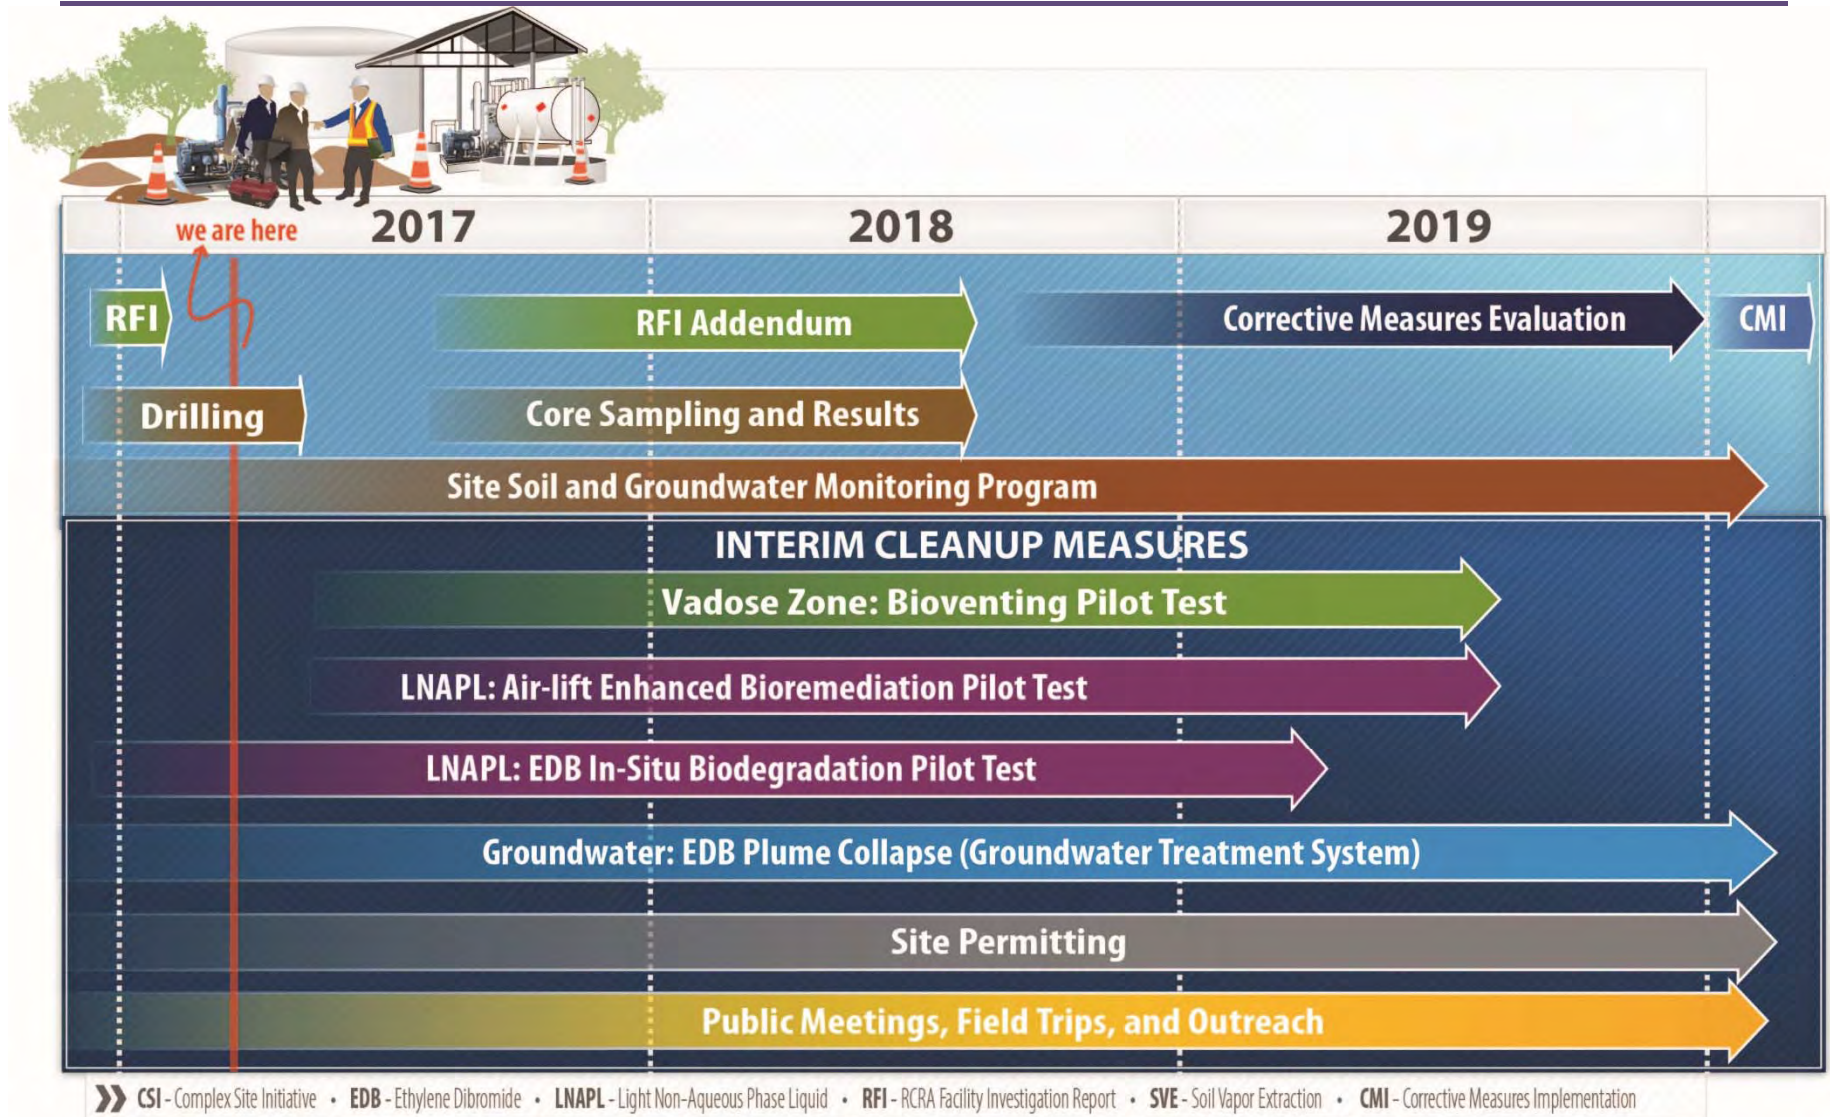 2017
2018
2019
we are here
RFI
RFI Addendum
Corrective Measures Evaluation
CMI
Drilling
Core Sampling and Results
Site Soil and Groundwater Monitoring Program
INTERIM CLEANUP MEASURES
Vadose Zone: Bioventing Pilot Test
LNAPL: Air-lift Enhanced Bioremediation Pilot Test
LNAPL: EDB In-Situ Biodegradation Pilot Test
Groundwater: EDB Plume Collapse (Groundwater Treatment System)
Site Permitting
Public Meetings, Field Trips, and Outreach
CSI - Complex Site Initiative • EDB - Ethylene Dibromide • LNAPL - Light Non-Aqueous Phase Liquid • RFI - RCRA Facility Investigation Report • SVE - Soil Vapor Extraction • CMI - Corrective Measures Implementation